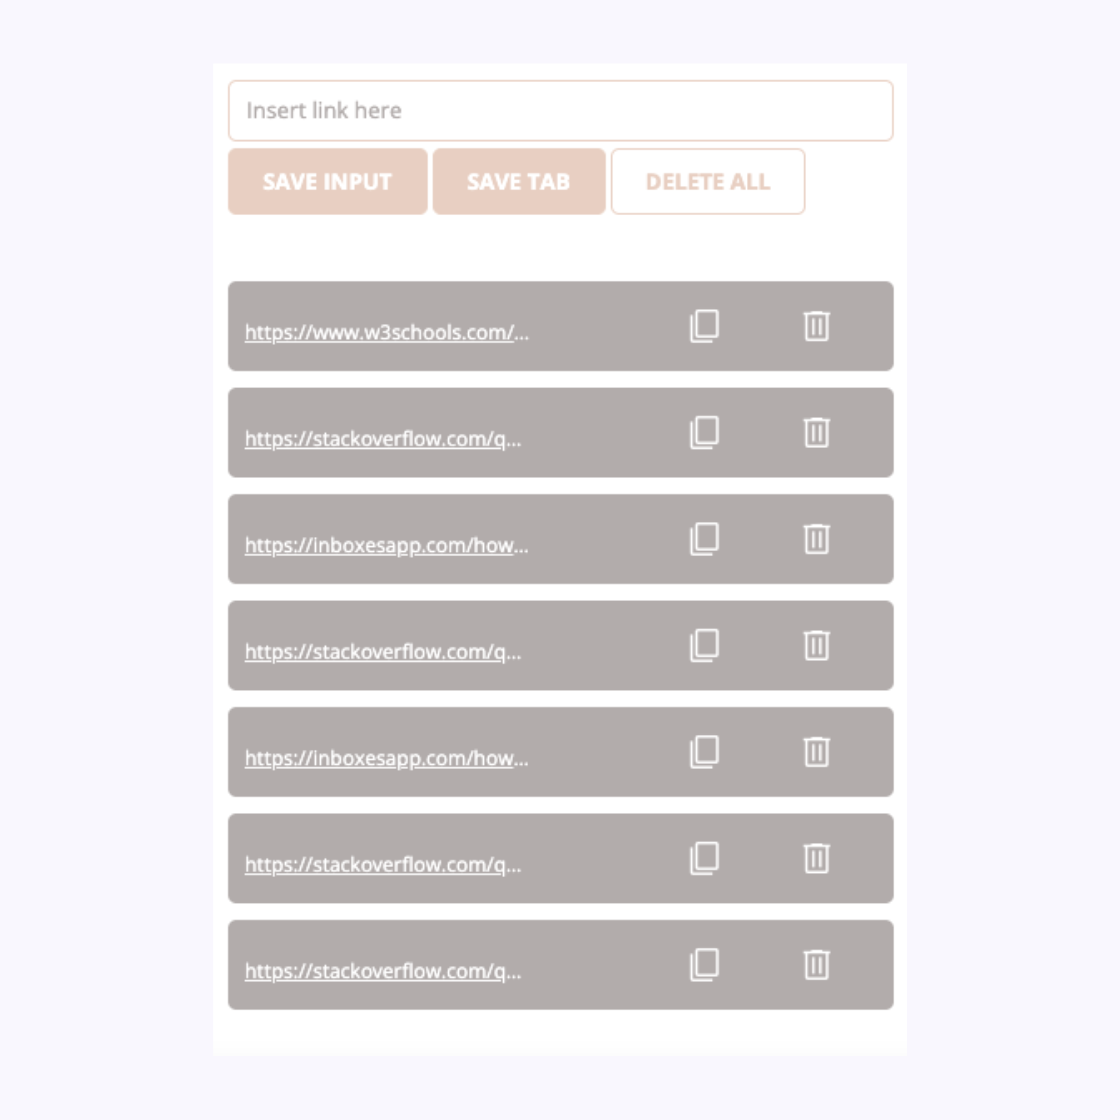 Insert link here
SAVE INPUT SAVE TAB DELETE ALL
https://www.w3schools.com/...
https://stackoverflow.com/q...
https://inboxesapp.com/how...
https://stackoverflow.com/q...
https://inboxesapp.com/how...
https://stackoverflow.com/q...
https://stackoverflow.com/q...